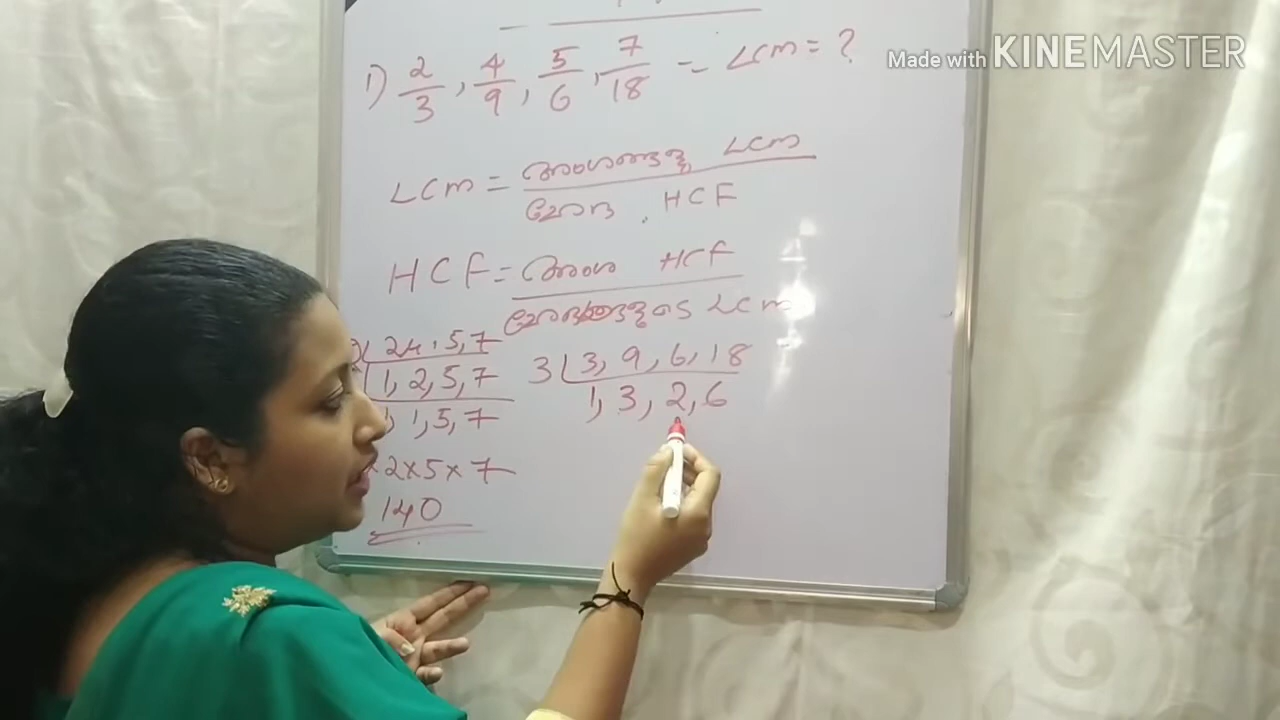 Made with KINEMASTER
1) 2/3, 4/9, 5/6, 7/18 - LCM = ?
LCM = അംശങ്ങളു LCM / ഛേദ . HCF
HCF = അംശ HCF / ഛേദങ്ങളുടെ LCM
2, 4, 5, 7
1, 2, 5, 7
1, 5, 7
×2×5×7
140
3 | 3, 9, 6, 18
1, 3, 2, 6